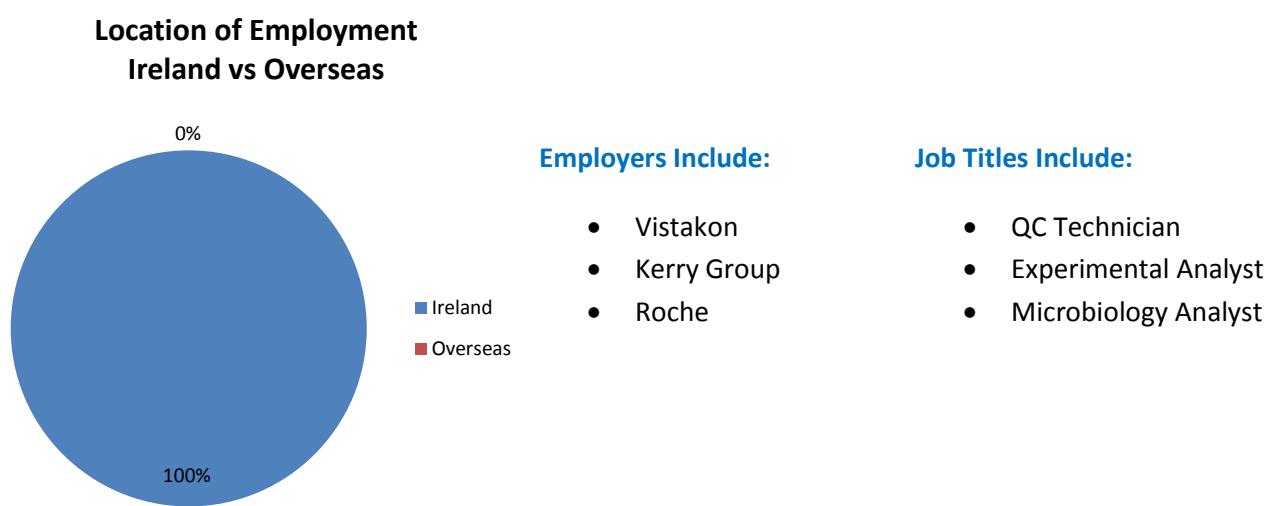 Location of Employment
Ireland vs Overseas
0%
100%
Ireland
Overseas
Employers Include:
• Vistakon
• Kerry Group
• Roche
Job Titles Include:
• QC Technician
• Experimental Analyst
• Microbiology Analyst